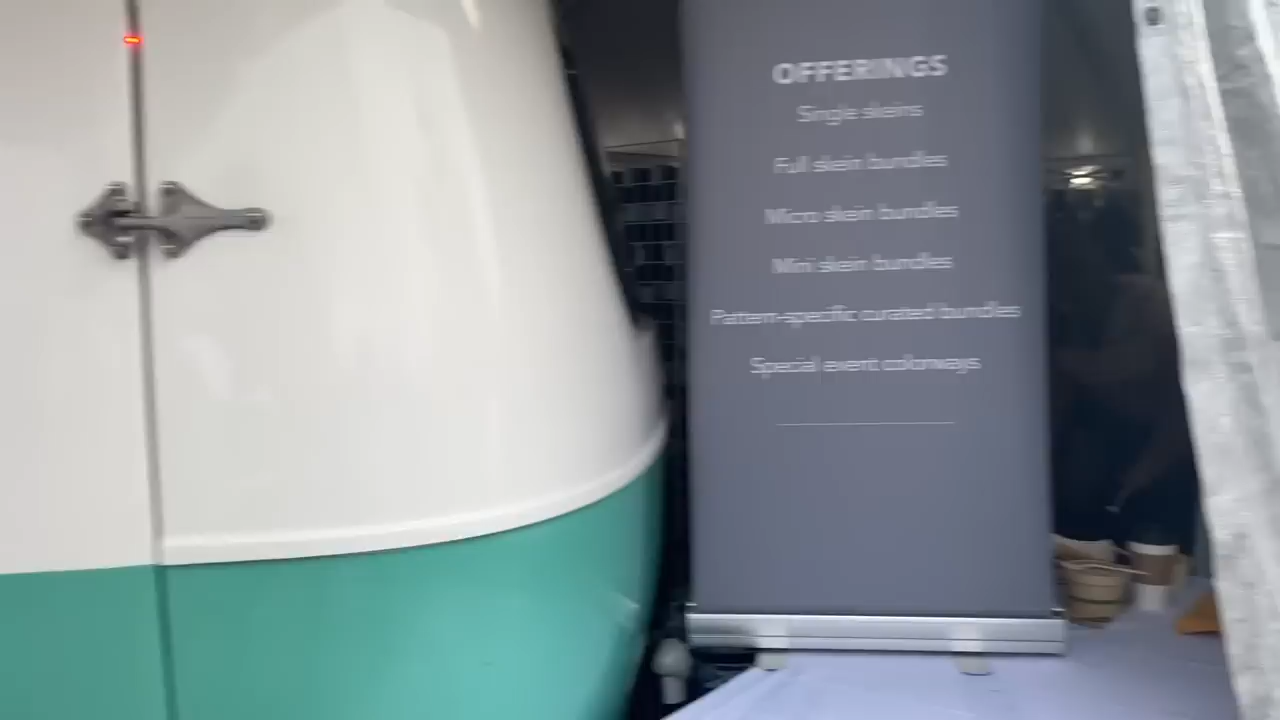 OFFERINGS
Single skeins
Full skein bundles
Micro skein bundles
Mini skein bundles
Pattern-specific curated bundles
Special event colorways